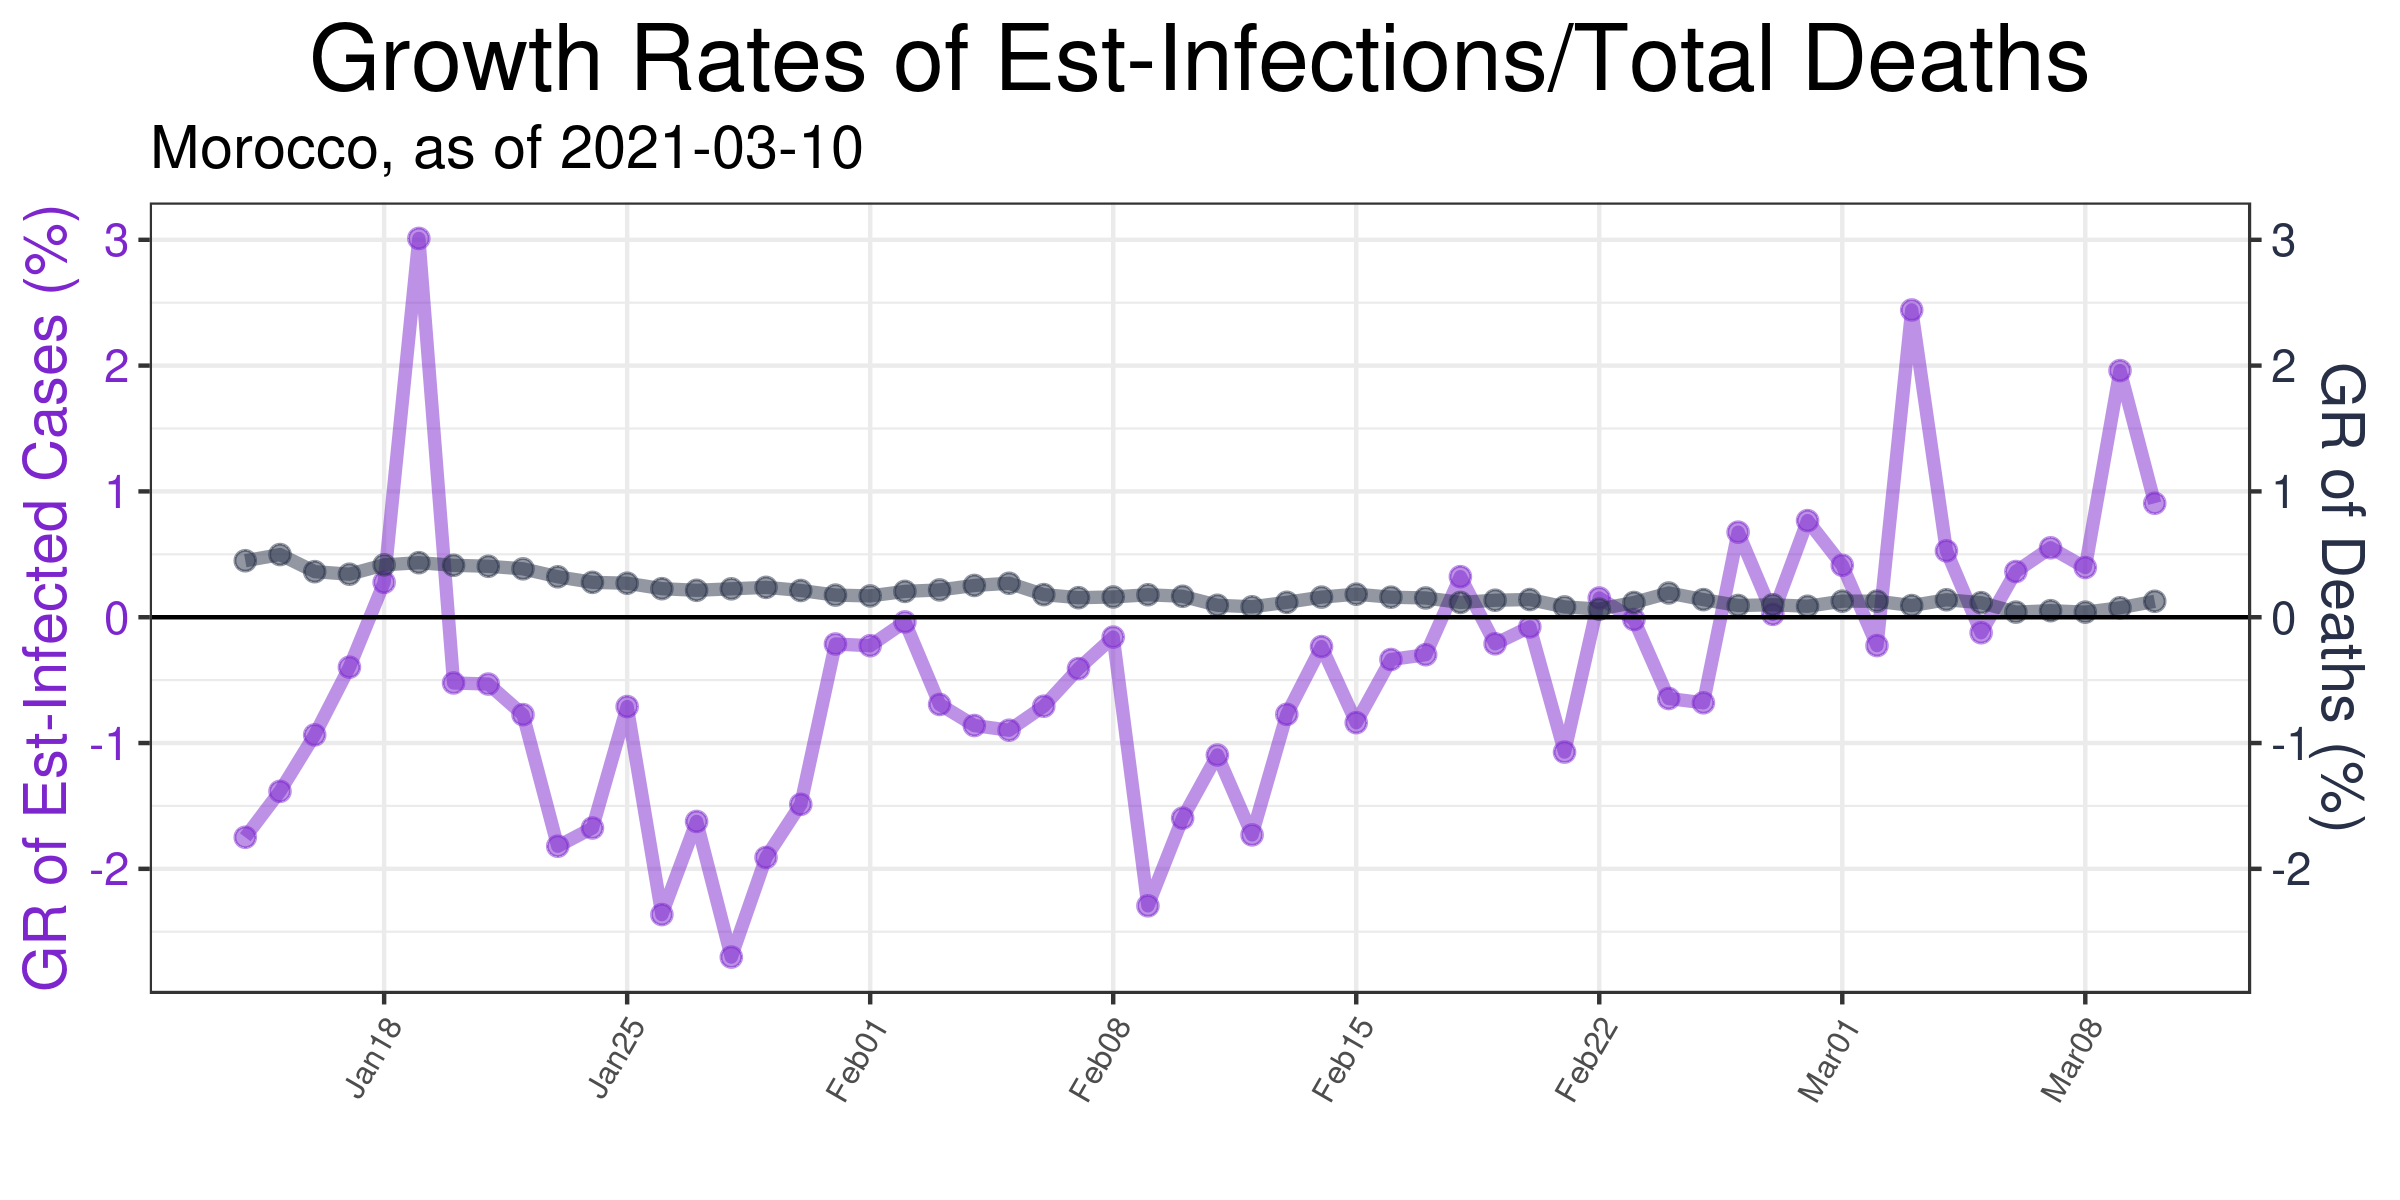 Growth Rates of Est-Infections/Total Deaths
Morocco, as of 2021-03-10
GR of Est-Infected Cases (%)
3
2
1
0
-1
-2
3
2
1
0
-1
-2
GR of Deaths (%)
Jan18
Jan25
Feb01
Feb08
Feb15
Feb22
Mar01
Mar08